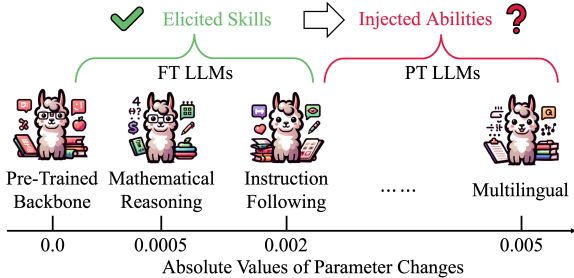 Elicited Skills
Injected Abilities
?
FT LLMs
PT LLMs
Pre-Trained
Backbone
Mathematical
Reasoning
Instruction
Following
……
Multilingual
0.0
0.0005
0.002
0.005
Absolute Values of Parameter Changes